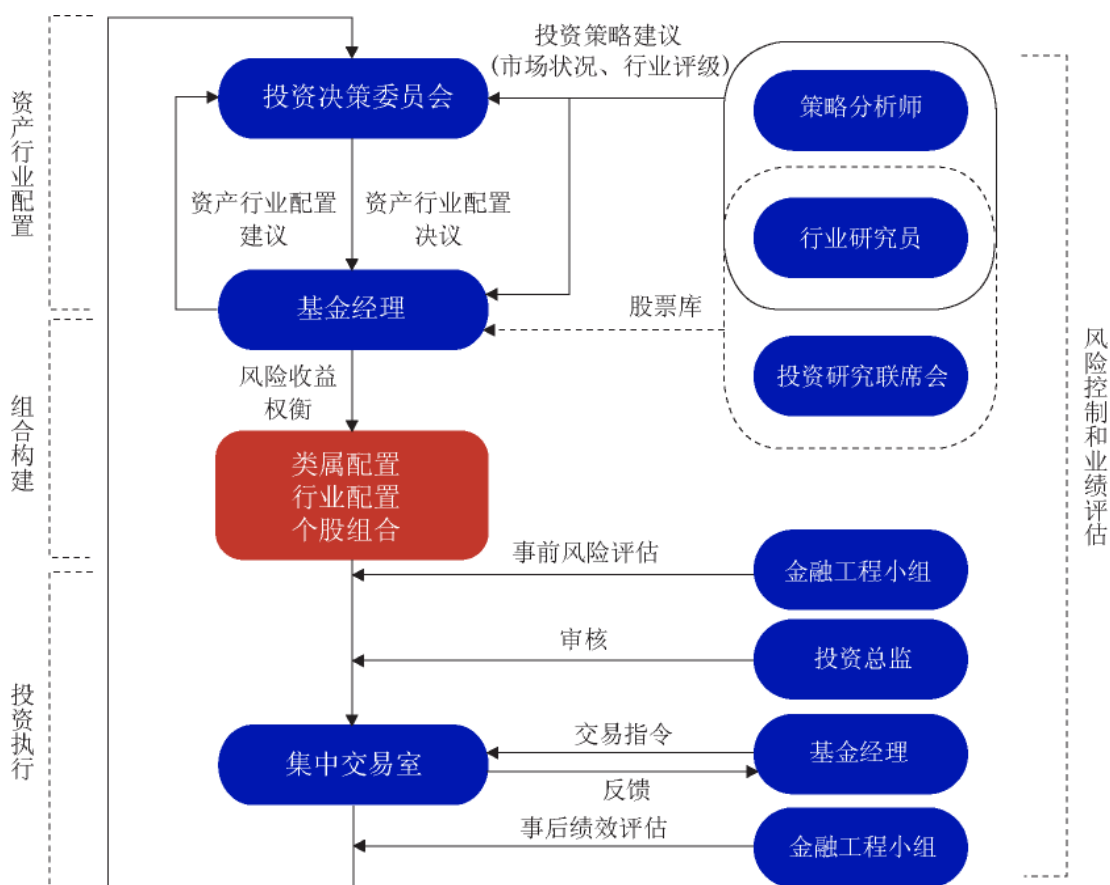 投资策略建议
(市场状况、行业评级)
策略分析师
投资决策委员会
资产行业配置
资产行业配置
建议
资产行业配置
决议
行业研究员
基金经理
股票库
投资研究联席会
风险收益
权衡
组合构建
类属配置
行业配置
个股组合
风险控制和业绩评估
事前风险评估
金融工程小组
审核
投资总监
投资执行
集中交易室
交易指令
反馈
基金经理
事后绩效评估
金融工程小组